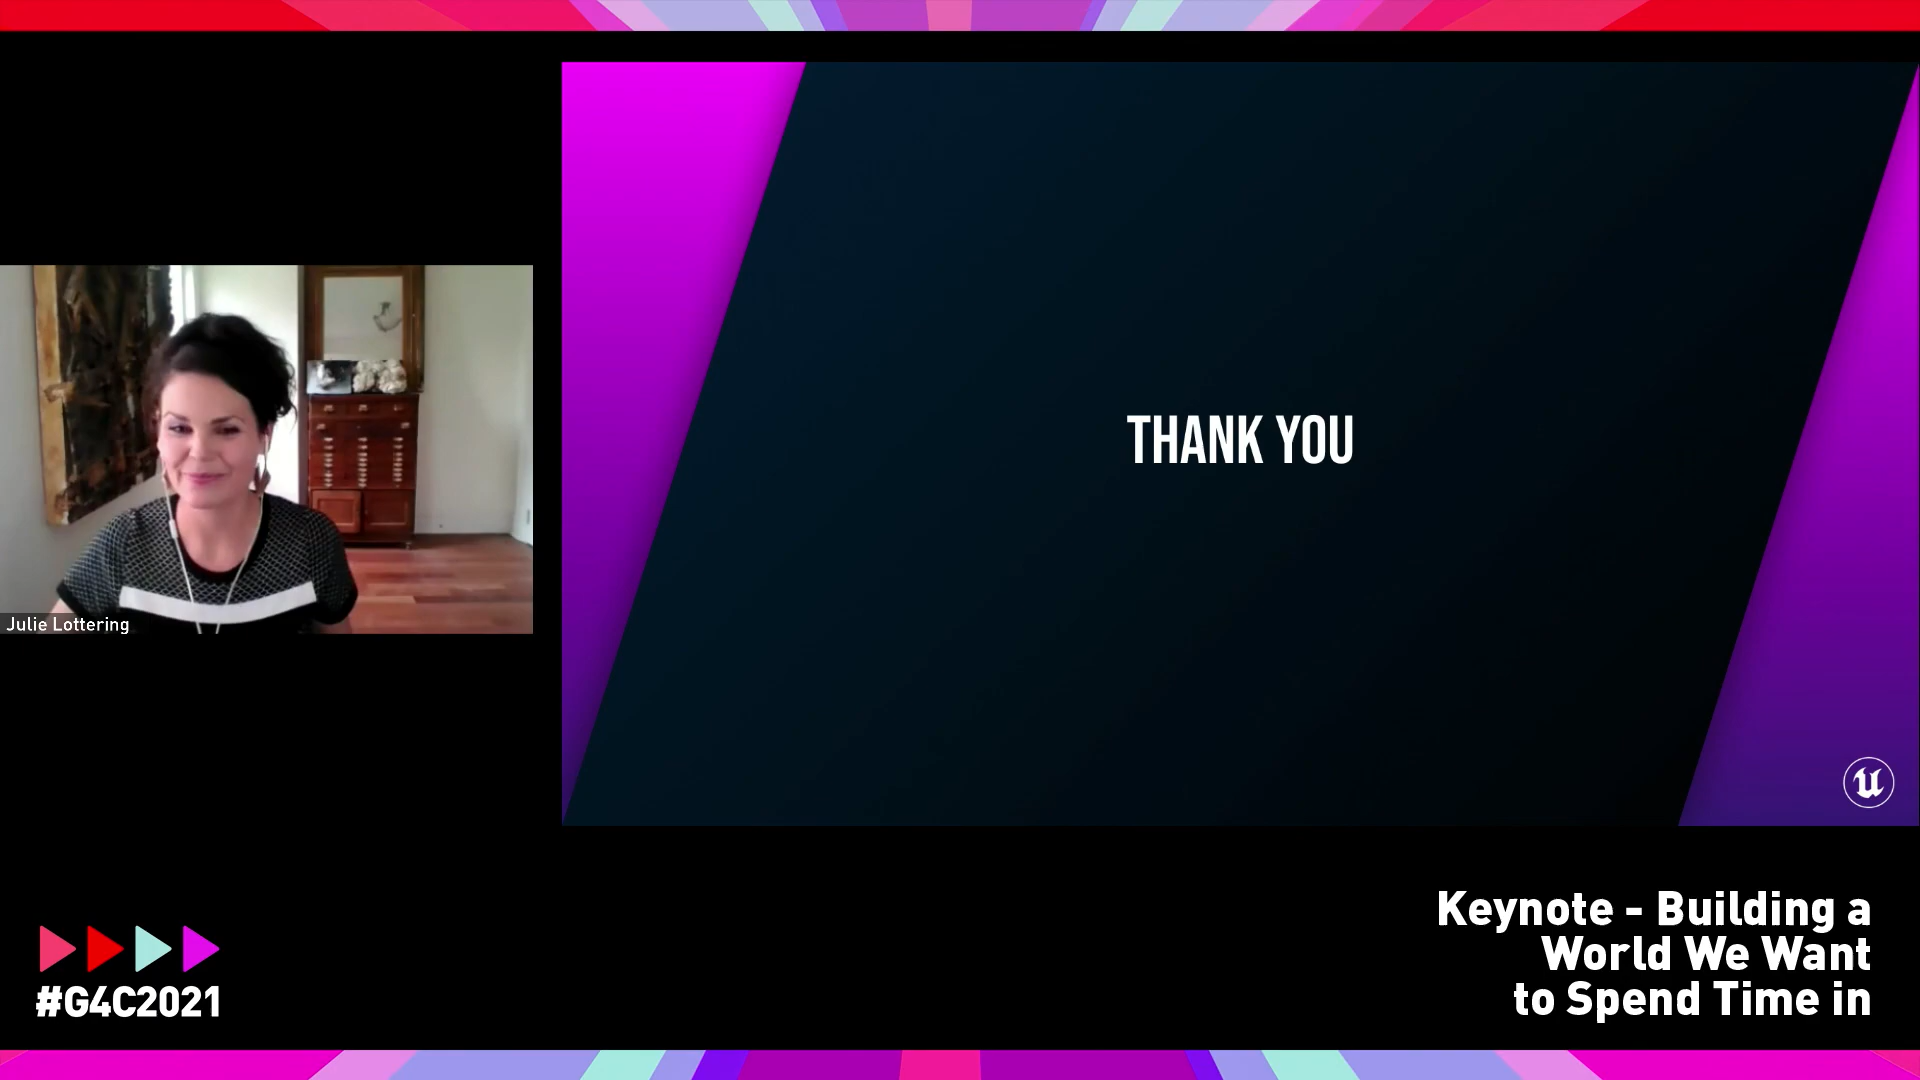 THANK YOU
Julie Lottering
Keynote - Building a
World We Want
to Spend Time in
#G4C2021